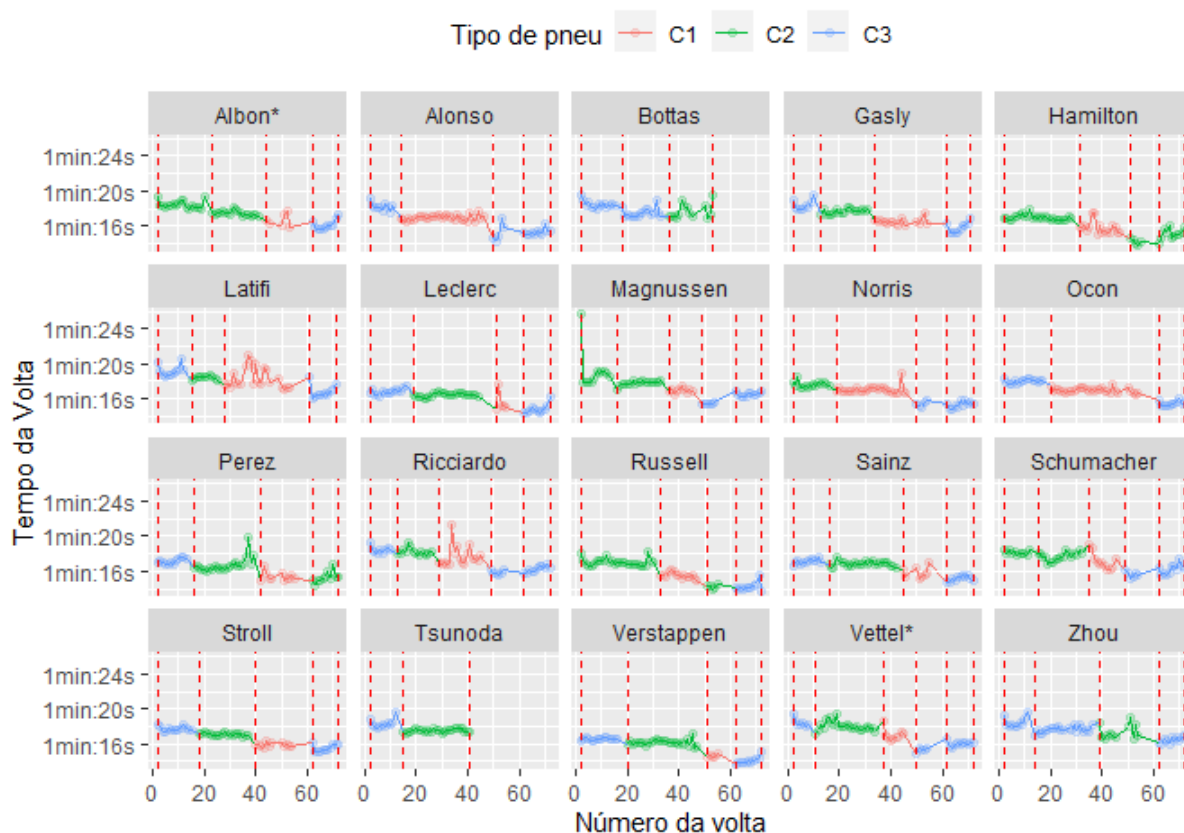 Tipo de pneu C1 C2 C3
Albon* Alonso Bottas Gasly Hamilton
1min:24s
1min:20s
1min:16s
Latifi Leclerc Magnussen Norris Ocon
1min:24s
1min:20s
1min:16s
Perez Ricciardo Russell Sainz Schumacher
1min:24s
1min:20s
1min:16s
Stroll Tsunoda Verstappen Vettel* Zhou
1min:24s
1min:20s
1min:16s
0 20 40 60 0 20 40 60 0 20 40 60 0 20 40 60 0 20 40 60
Número da volta
Tempo da Volta